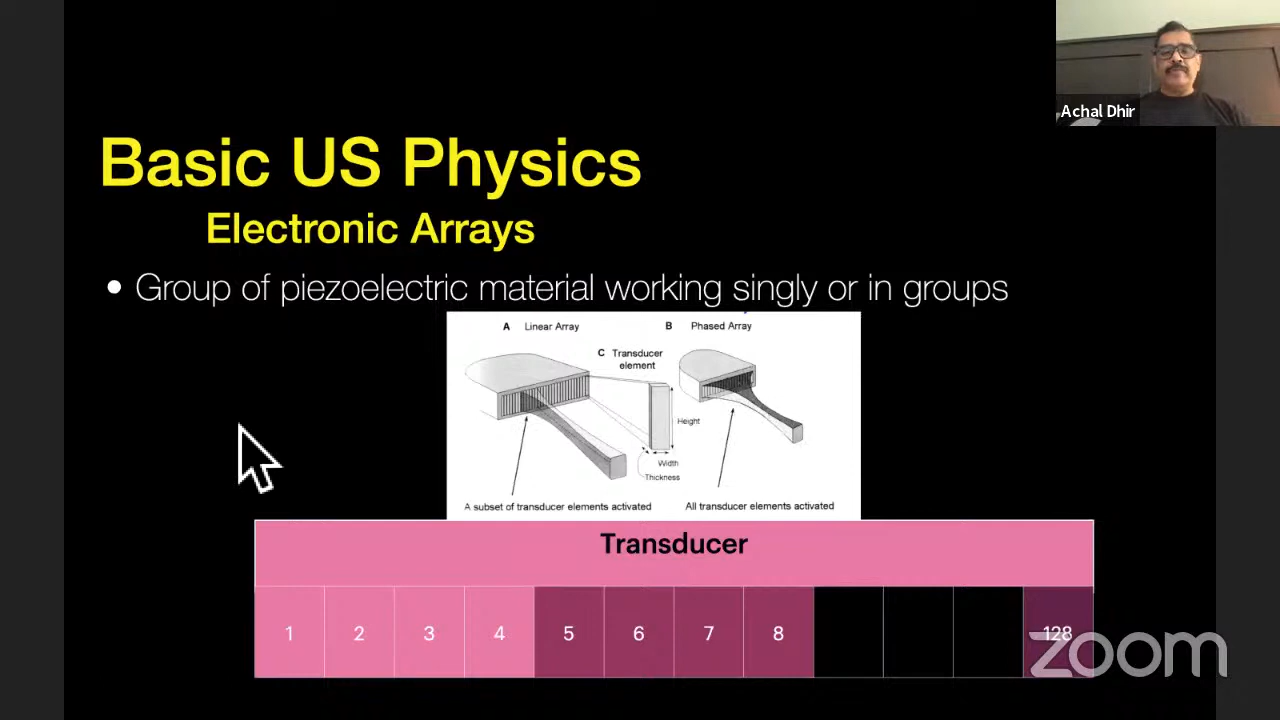 Achal Dhir
Basic US Physics
Electronic Arrays
• Group of piezoelectric material working singly or in groups
A Linear Array
B Phased Array
C Transducer
element
Height
Width
Thickness
A subset of transducer elements activated
All transducer elements activated
Transducer
1 2 3 4 5 6 7 8 128
zoom